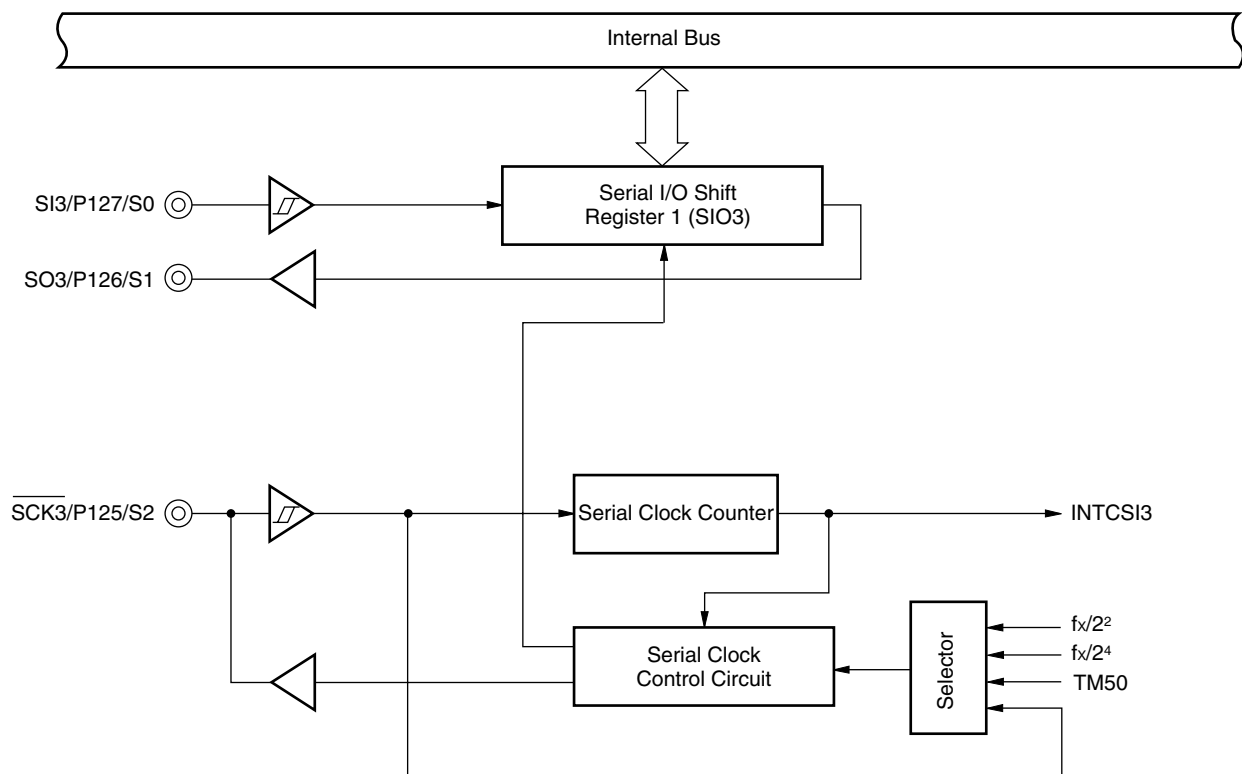 Internal Bus
SI3/P127/S0
Serial I/O Shift
Register 1 (SIO3)
SO3/P126/S1
S̅C̅K̅3̅/P125/S2
Serial Clock Counter
INTCSI3
Serial Clock
Control Circuit
Selector
fx/2²
fx/2⁴
TM50